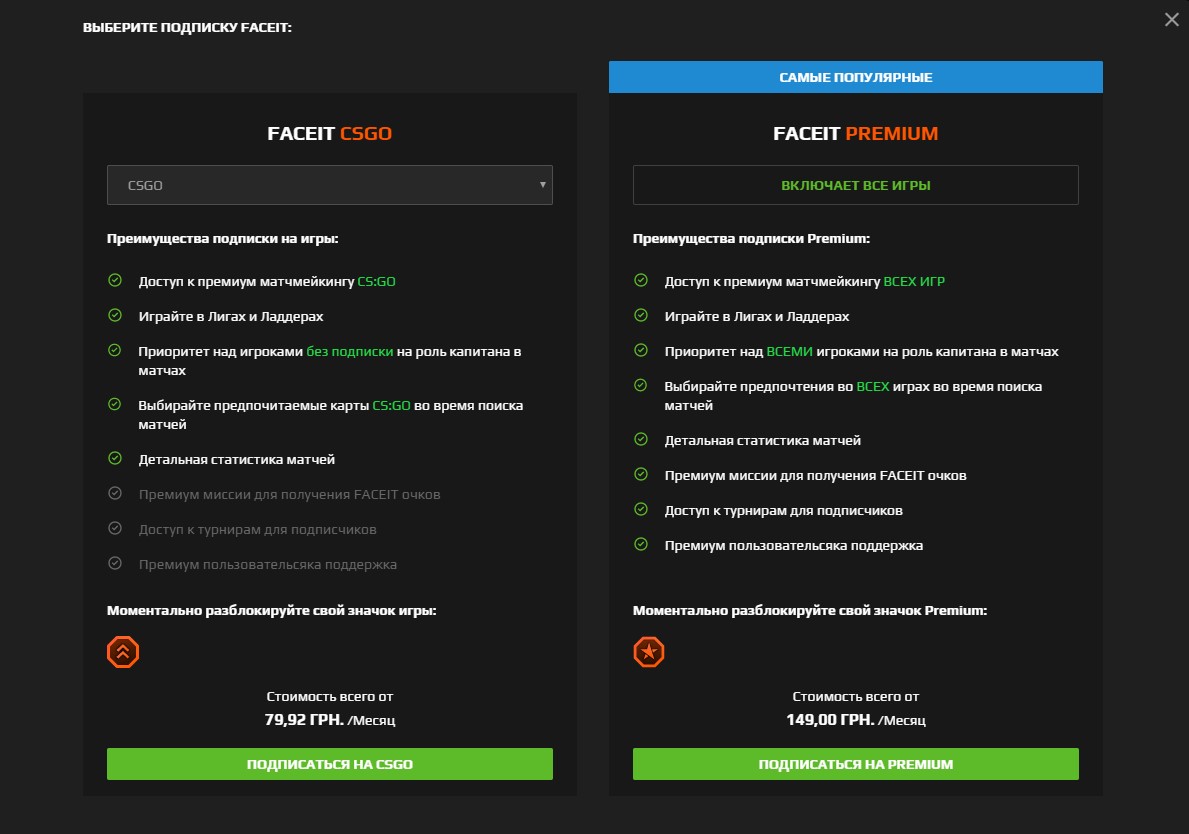 ВЫБЕРИТЕ ПОДПИСКУ FACEIT:
FACEIT CSGO
CSGO
Преимущества подписки на игры:
Доступ к премиум матчмейкингу CS:GO
Играйте в Лигах и Ладдерах
Приоритет над игроками без подписки на роль капитана в
матчах
Выбирайте предпочитаемые карты CS:GO во время поиска
матчей
Детальная статистика матчей
Премиум миссии для получения FACEIT очков
Доступ к турнирам для подписчиков
Премиум пользовательсяка поддержка
Моментально разблокируйте свой значок игры:
Стоимость всего от
79,92 ГРН. /Месяц
ПОДПИСАТЬСЯ НА CSGO
САМЫЕ ПОПУЛЯРНЫЕ
FACEIT PREMIUM
ВКЛЮЧАЕТ ВСЕ ИГРЫ
Преимущества подписки Premium:
Доступ к премиум матчмейкингу ВСЕХ ИГР
Играйте в Лигах и Ладдерах
Приоритет над ВСЕМИ игроками на роль капитана в матчах
Выбирайте предпочтения во ВСЕХ играх во время поиска
матчей
Детальная статистика матчей
Премиум миссии для получения FACEIT очков
Доступ к турнирам для подписчиков
Премиум пользовательсяка поддержка
Моментально разблокируйте свой значок Premium:
Стоимость всего от
149,00 ГРН. /Месяц
ПОДПИСАТЬСЯ НА PREMIUM